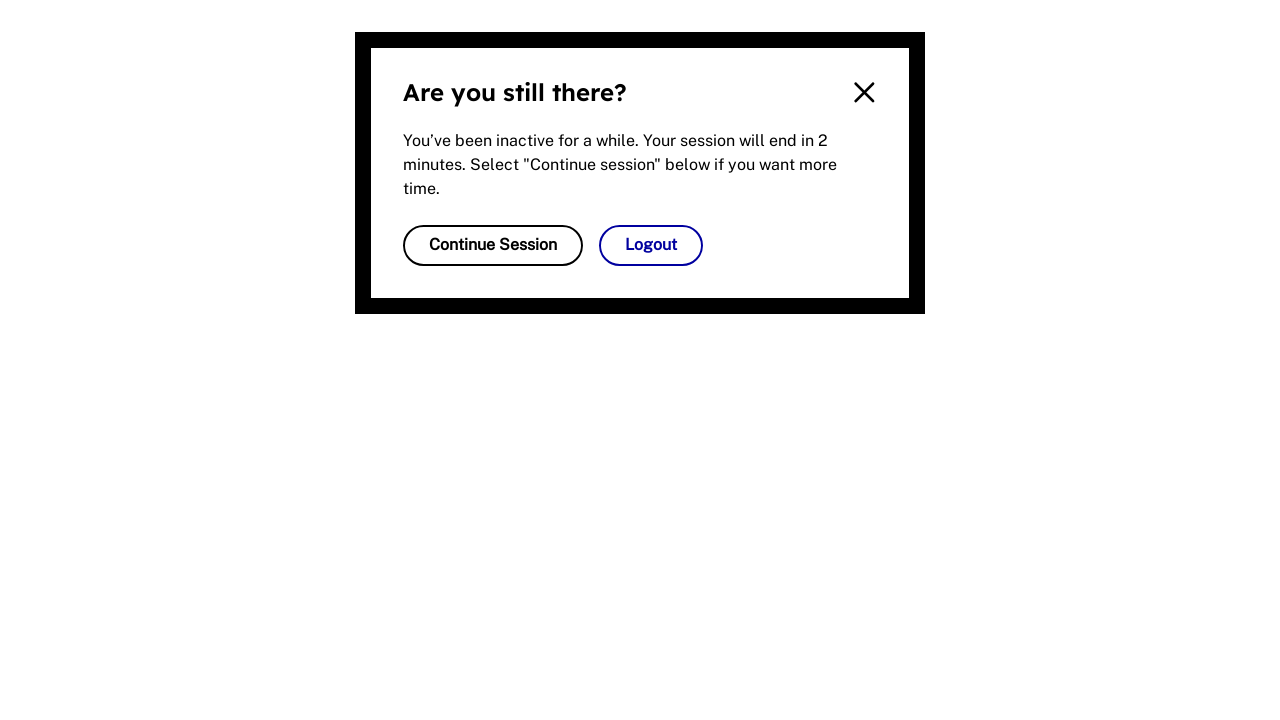 Are you still there?
You’ve been inactive for a while. Your session will end in 2
minutes. Select "Continue session" below if you want more
time.
Continue Session
Logout